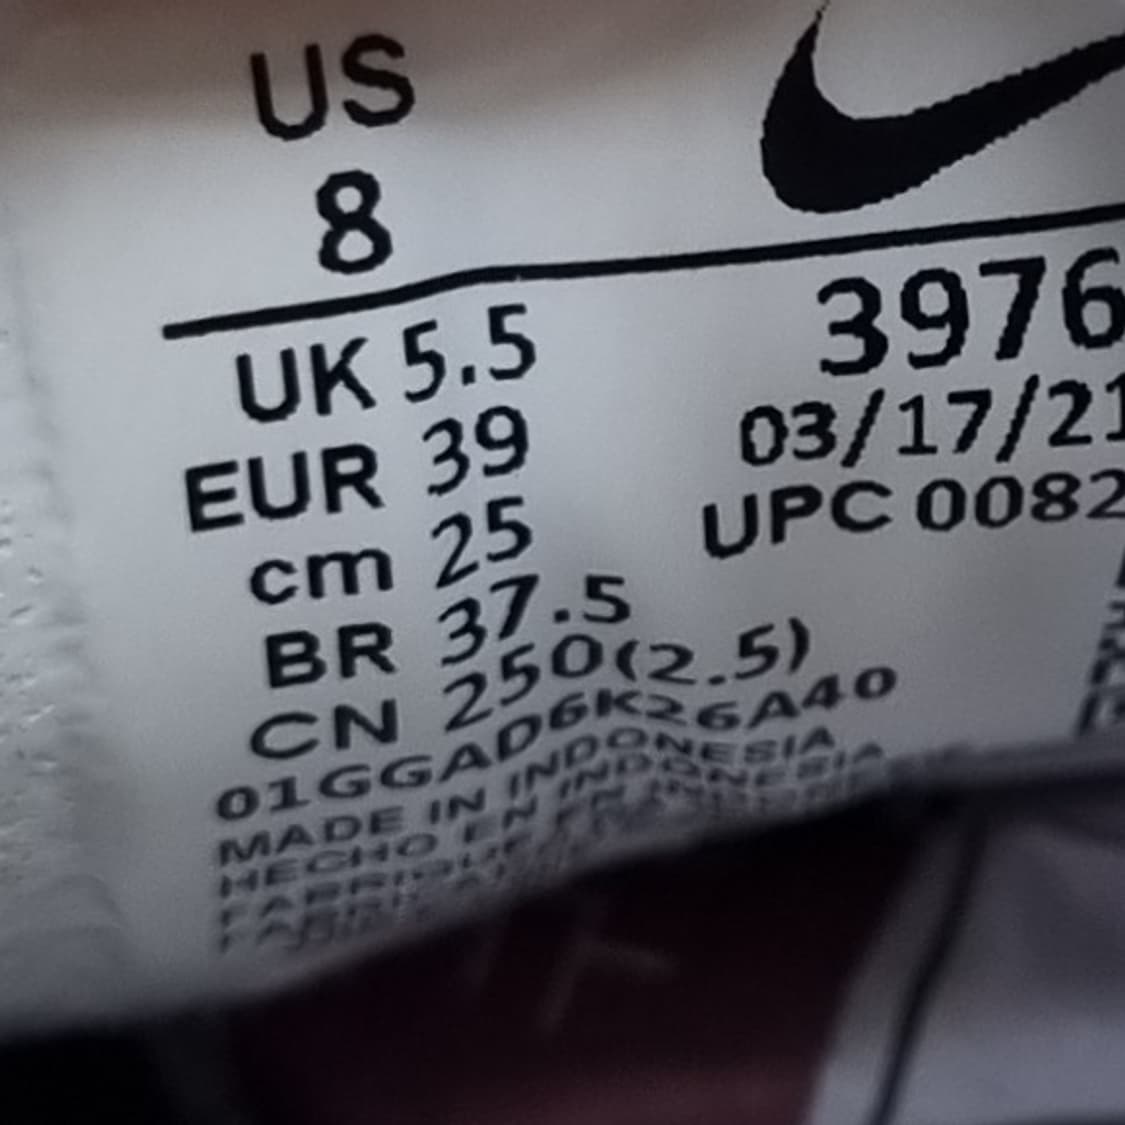 US
8
UK 5.5
EUR 39
cm 25
BR 37.5
CN 250(2.5)
01GGAD6K26A40
MADE IN INDONESIA
HECHO EN INDONESIA
3976
03/17/21
UPC 0082